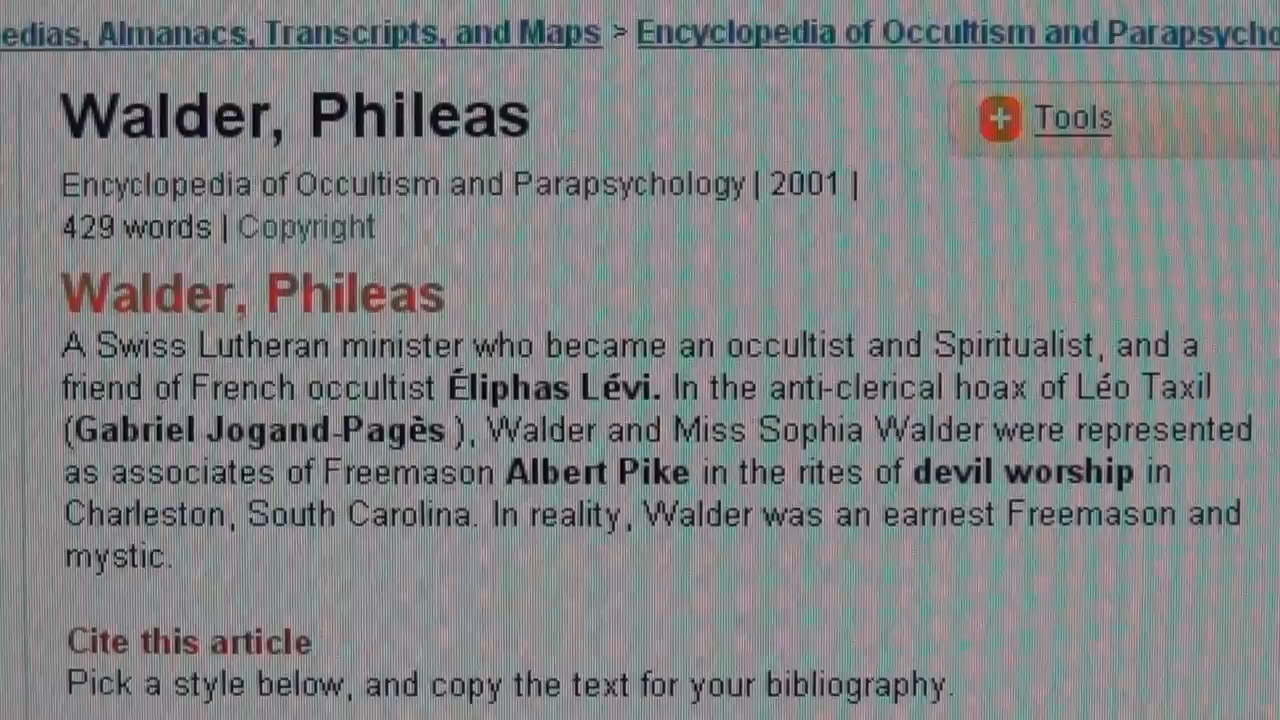 edias, Almanacs, Transcripts, and Maps > Encyclopedia of Occultism and Parapsycho
Walder, Phileas
Tools
Encyclopedia of Occultism and Parapsychology | 2001 |
429 words | Copyright
Walder, Phileas
A Swiss Lutheran minister who became an occultist and Spiritualist, and a
friend of French occultist Éliphas Lévi. In the anti-clerical hoax of Léo Taxil
(Gabriel Jogand-Pagès ), Walder and Miss Sophia Walder were represented
as associates of Freemason Albert Pike in the rites of devil worship in
Charleston, South Carolina. In reality, Walder was an earnest Freemason and
mystic.
Cite this article
Pick a style below, and copy the text for your bibliography.